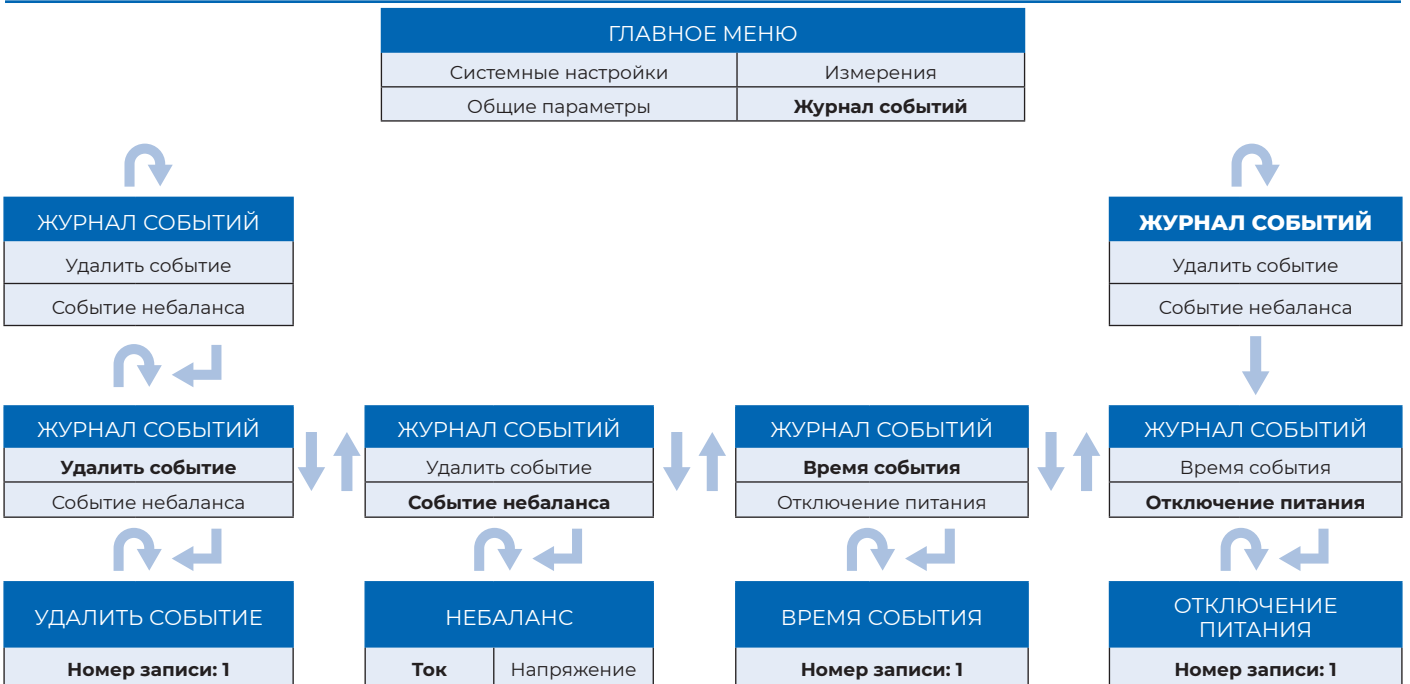 ГЛАВНОЕ МЕНЮ
Системные настройки Измерения
Общие параметры Журнал событий
ЖУРНАЛ СОБЫТИЙ ЖУРНАЛ СОБЫТИЙ
Удалить событие Удалить событие
Событие небаланса Событие небаланса
ЖУРНАЛ СОБЫТИЙ ЖУРНАЛ СОБЫТИЙ ЖУРНАЛ СОБЫТИЙ ЖУРНАЛ СОБЫТИЙ
Удалить событие Удалить событие Время события Время события
Событие небаланса Событие небаланса Отключение питания Отключение питания
УДАЛИТЬ СОБЫТИЕ НЕБАЛАНС ВРЕМЯ СОБЫТИЯ ОТКЛЮЧЕНИЕ
ПИТАНИЯ
Номер записи: 1 Ток Напряжение Номер записи: 1 Номер записи: 1